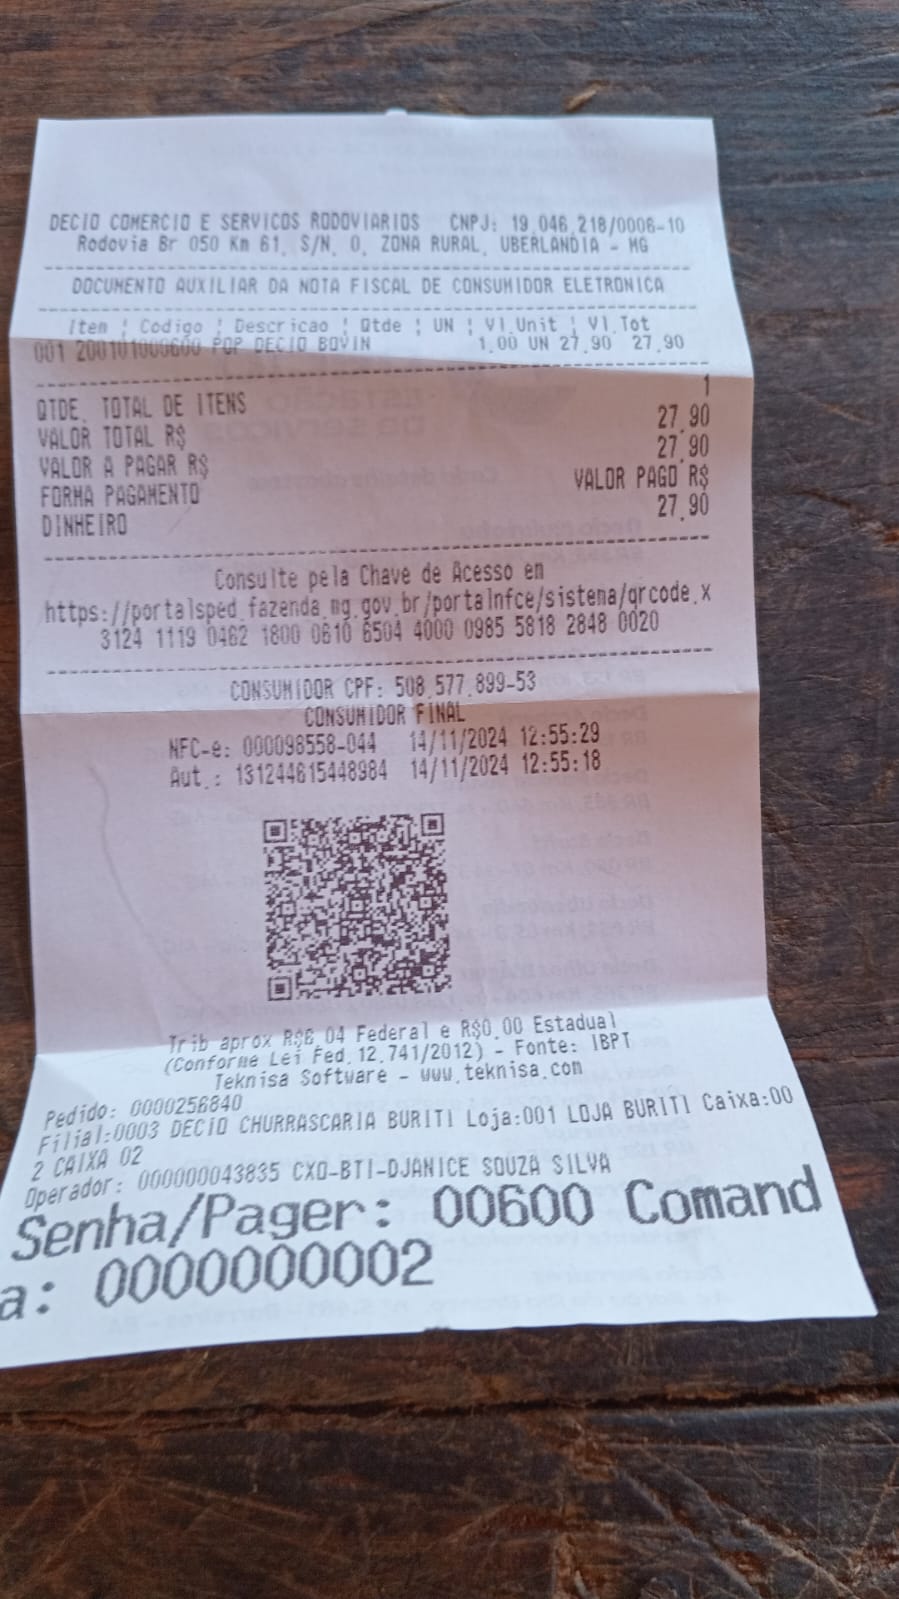 DECIO COMERCIO E SERVICOS RODOVIARIOS CNPJ: 19.046.218/0006-10
Rodovia Br 050 Km 61, S/N, 0, ZONA RURAL, UBERLANDIA - MG
DOCUMENTO AUXILIAR DA NOTA FISCAL DE CONSUMIDOR ELETRONICA
Item ¦ Codigo ¦ Descricao ¦ Qtde ¦ UN ¦ Vl.Unit ¦ Vl.Tot
001 200101000600 POP DECIO BOVIN 1,00 UN 27,90 27,90
QTDE. TOTAL DE ITENS 1
VALOR TOTAL R$ 27,90
VALOR A PAGAR R$ 27,90
FORMA PAGAMENTO VALOR PAGO R$
DINHEIRO 27,90
Consulte pela Chave de Acesso em
https://portalsped.fazenda.mg.gov.br/portalnfce/sistema/qrcode.x
3124 1119 0462 1800 0610 6504 4000 0985 5818 2848 0020
CONSUMIDOR CPF: 508.577.899-53
CONSUMIDOR FINAL
NFC-e: 000098558-044 14/11/2024 12:55:29
Aut.: 131244615448984 14/11/2024 12:55:18
Trib aprox R$6,04 Federal e R$0,00 Estadual
(Conforme Lei Fed.12.741/2012) - Fonte: IBPT
Teknisa Software - www.teknisa.com
Pedido: 0000256840
Filial:0003 DECIO CHURRASCARIA BURITI Loja:001 LOJA BURITI Caixa:00
2 CAIXA 02
Operador: 000000043835 CXO-BTI-DJANICE SOUZA SILVA
Senha/Pager: 00600 Comand
a: 0000000002